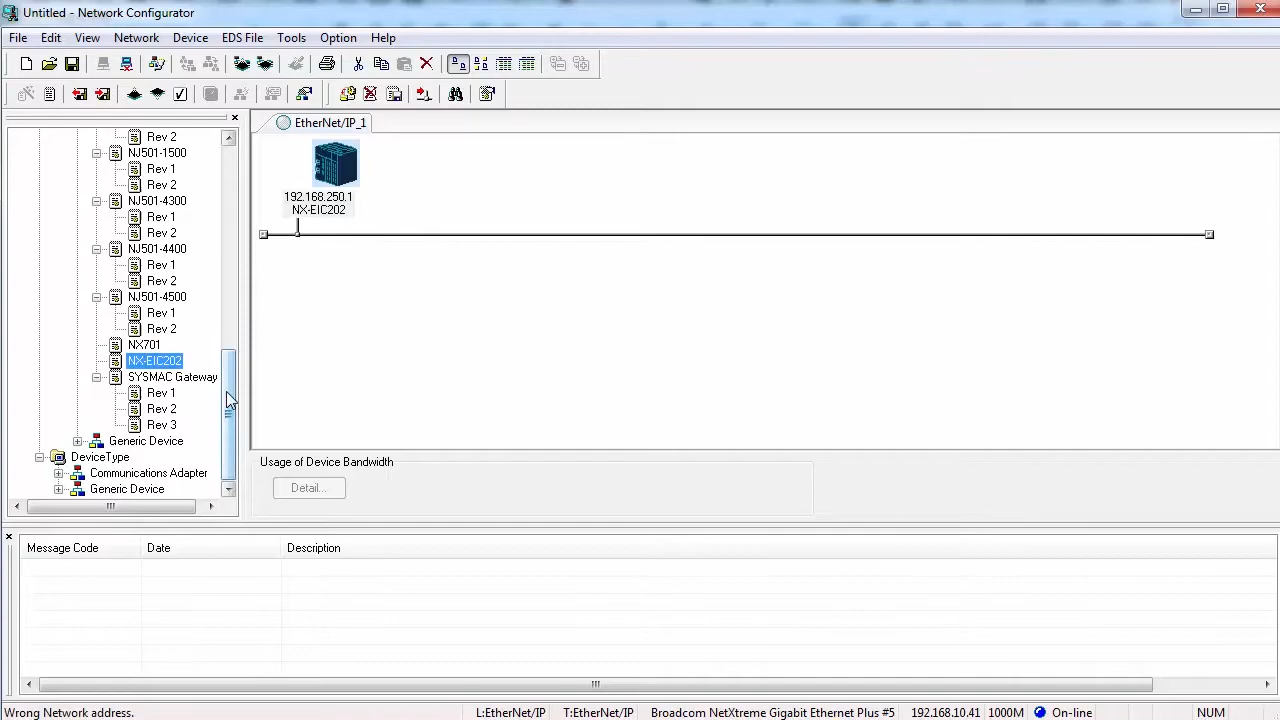 Untitled - Network Configurator
File Edit View Network Device EDS File Tools Option Help
EtherNet/IP_1
Rev 2
NJ501-1500
Rev 1
Rev 2
NJ501-4300
Rev 1
Rev 2
NJ501-4400
Rev 1
Rev 2
NJ501-4500
Rev 1
Rev 2
NX701
NX-EIC202
SYSMAC Gateway
Rev 1
Rev 2
Rev 3
Generic Device
DeviceType
Communications Adapter
Generic Device
192.168.250.1
NX-EIC202
Usage of Device Bandwidth
Detail...
Message Code Date Description
Wrong Network address. L:EtherNet/IP T:EtherNet/IP Broadcom NetXtreme Gigabit Ethernet Plus #5 192.168.10.41 1000M On-line NUM